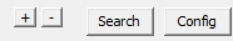 + - Search Config